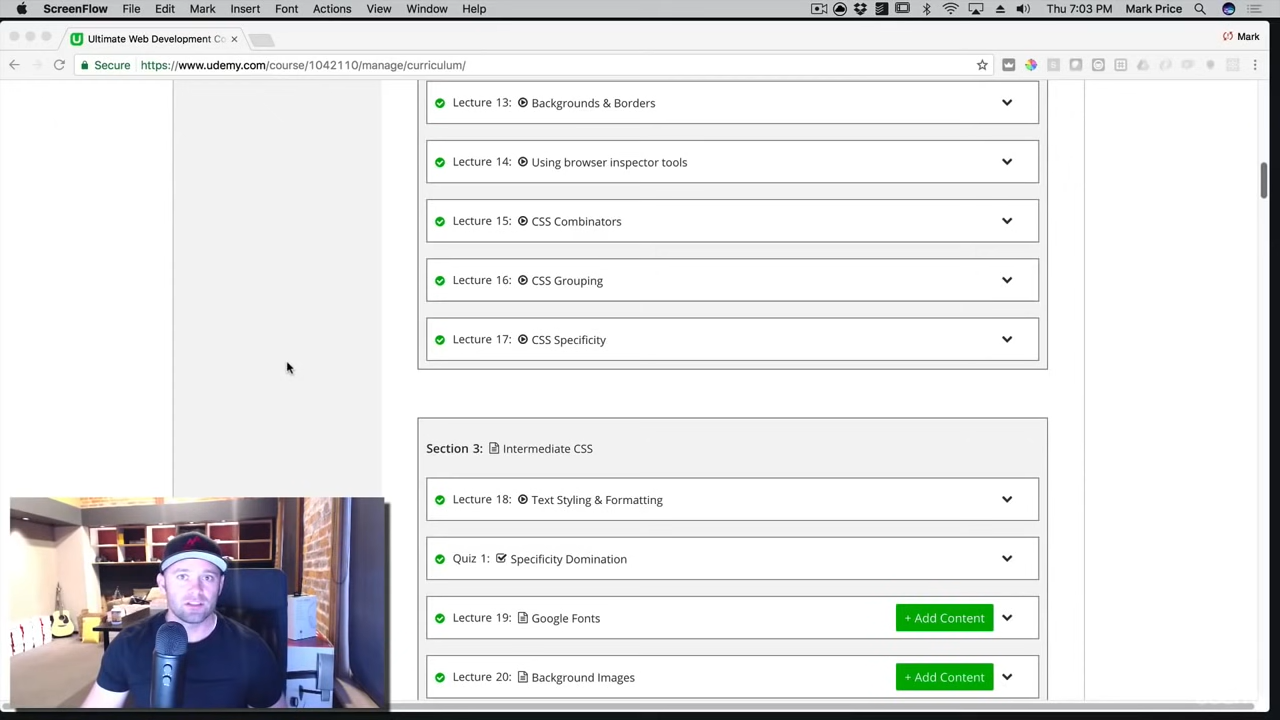 ScreenFlow File Edit Mark Insert Font Actions View Window Help Thu 7:03 PM Mark Price
Ultimate Web Development Co Mark
Secure https://www.udemy.com/course/1042110/manage/curriculum/
Lecture 13: Backgrounds & Borders
Lecture 14: Using browser inspector tools
Lecture 15: CSS Combinators
Lecture 16: CSS Grouping
Lecture 17: CSS Specificity
Section 3: Intermediate CSS
Lecture 18: Text Styling & Formatting
Quiz 1: Specificity Domination
Lecture 19: Google Fonts + Add Content
Lecture 20: Background Images + Add Content